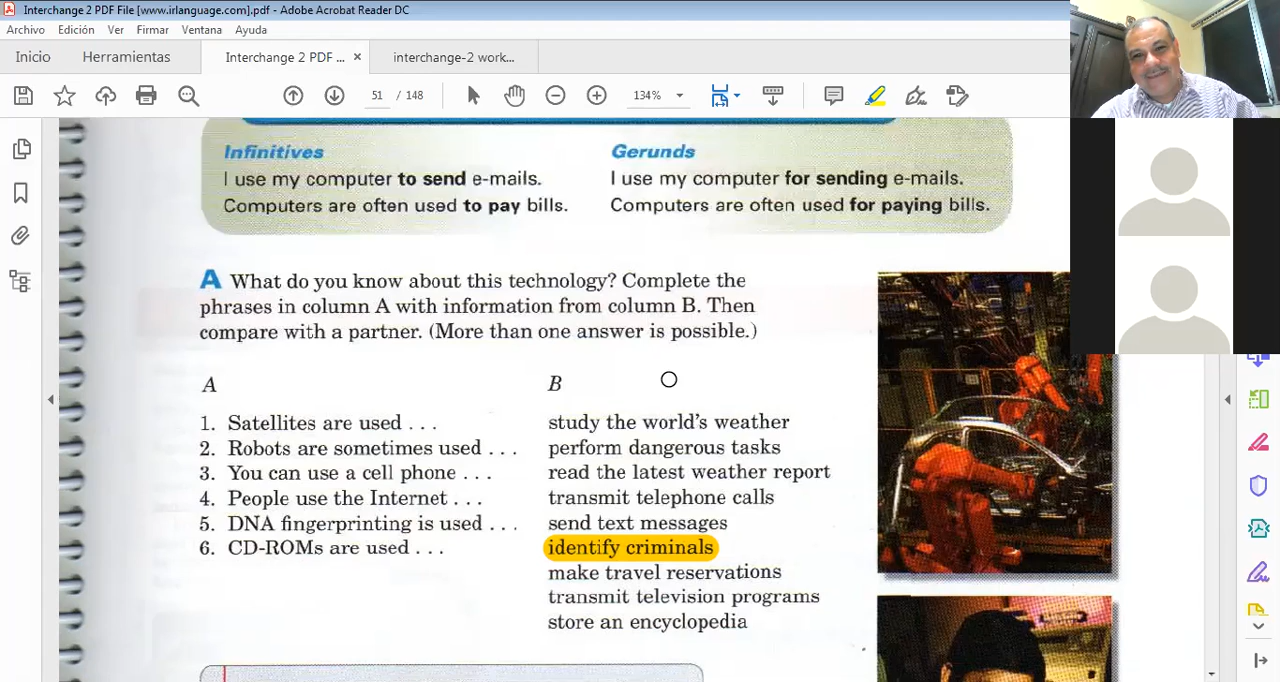 Interchange 2 PDF File [www.irlanguage.com].pdf - Adobe Acrobat Reader DC
Archivo Edición Ver Firmar Ventana Ayuda
Inicio Herramientas Interchange 2 PDF ... × interchange-2 work...
51 / 148 134%
Infinitives
I use my computer to send e-mails.
Computers are often used to pay bills.
Gerunds
I use my computer for sending e-mails.
Computers are often used for paying bills.
A What do you know about this technology? Complete the
phrases in column A with information from column B. Then
compare with a partner. (More than one answer is possible.)
A
1. Satellites are used . . .
2. Robots are sometimes used . . .
3. You can use a cell phone . . .
4. People use the Internet . . .
5. DNA fingerprinting is used . . .
6. CD-ROMs are used . . .
B
study the world's weather
perform dangerous tasks
read the latest weather report
transmit telephone calls
send text messages
identify criminals
make travel reservations
transmit television programs
store an encyclopedia